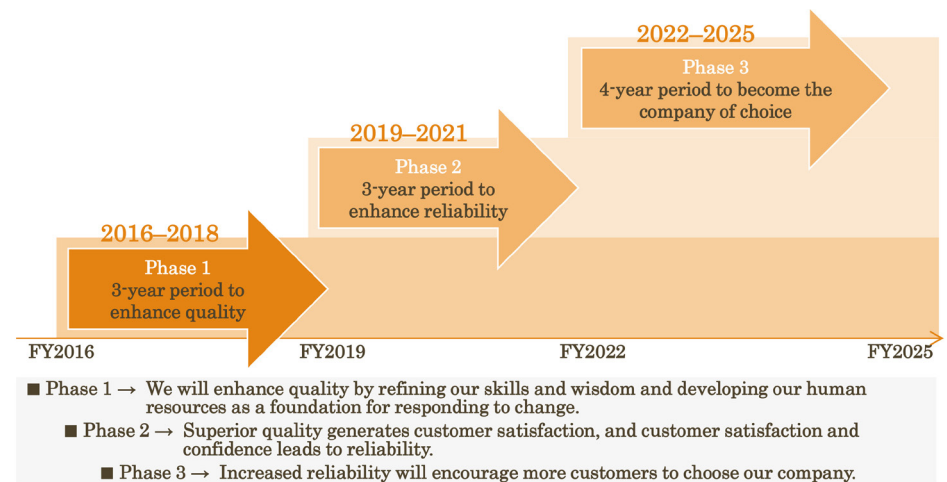 2022–2025
Phase 3
4-year period to become the
company of choice
2019–2021
Phase 2
3-year period to
enhance reliability
2016–2018
Phase 1
3-year period to
enhance quality
FY2016 FY2019 FY2022 FY2025
■ Phase 1 → We will enhance quality by refining our skills and wisdom and developing our human
resources as a foundation for responding to change.
■ Phase 2 → Superior quality generates customer satisfaction, and customer satisfaction and
confidence leads to reliability.
■ Phase 3 → Increased reliability will encourage more customers to choose our company.